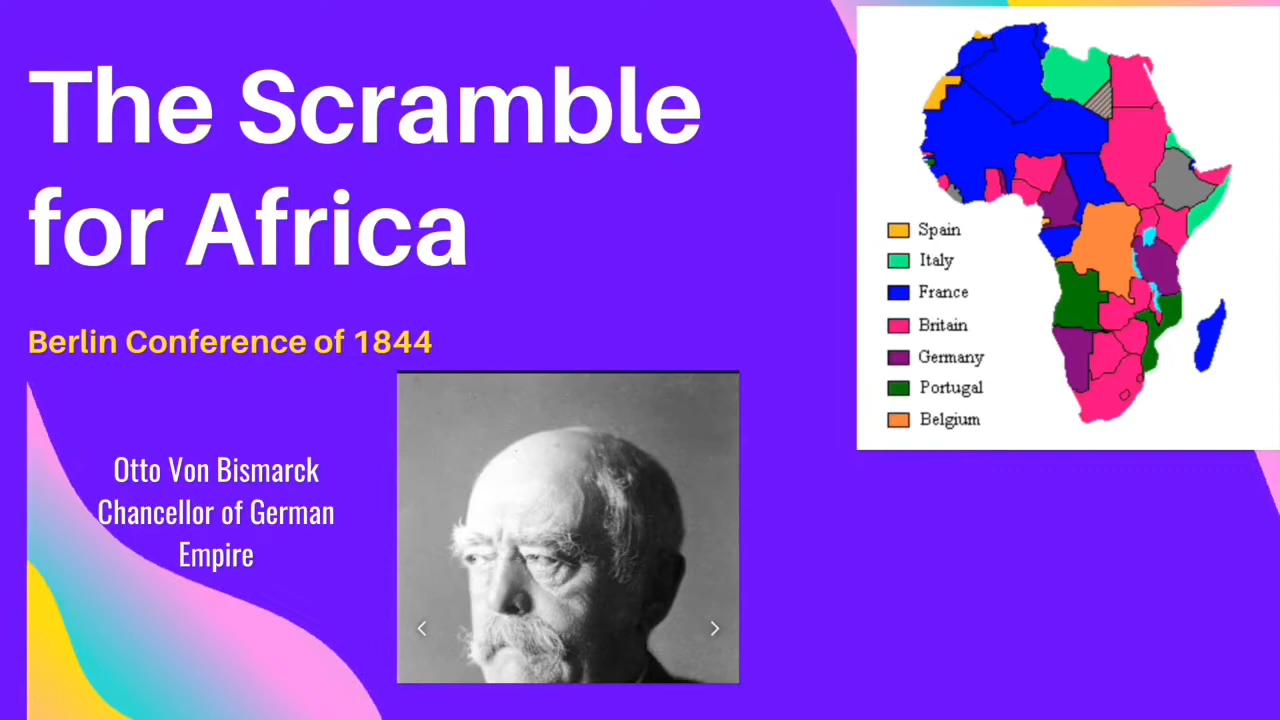 The Scramble
for Africa
Berlin Conference of 1844
Otto Von Bismarck
Chancellor of German
Empire
Spain
Italy
France
Britain
Germany
Portugal
Belgium